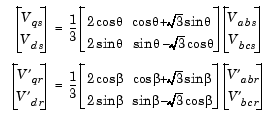 [V_qs; V_ds] = 1/3 [2cosθ cosθ+√3sinθ; 2sinθ sinθ-√3cosθ] [V_abs; V_bcs]
[V'_qr; V'_dr] = 1/3 [2cosβ cosβ+√3sinβ; 2sinβ sinβ-√3cosβ] [V'_abr; V'_bcr]